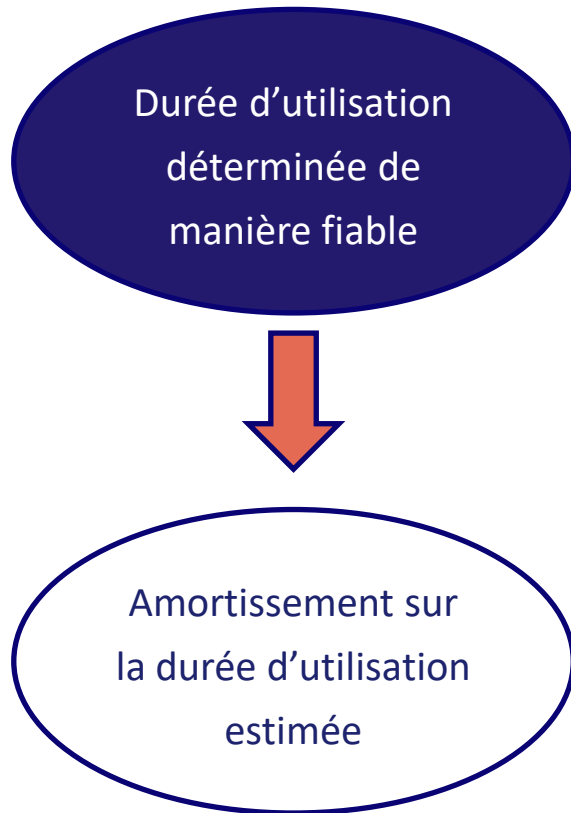 Durée d’utilisation
déterminée de
manière fiable
Amortissement sur
la durée d’utilisation
estimée